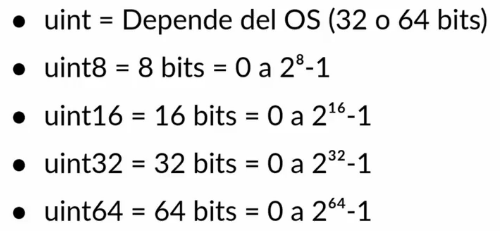 ● uint = Depende del OS (32 o 64 bits)
● uint8 = 8 bits = 0 a 2⁸-1
● uint16 = 16 bits = 0 a 2¹⁶-1
● uint32 = 32 bits = 0 a 2³²-1
● uint64 = 64 bits = 0 a 2⁶⁴-1